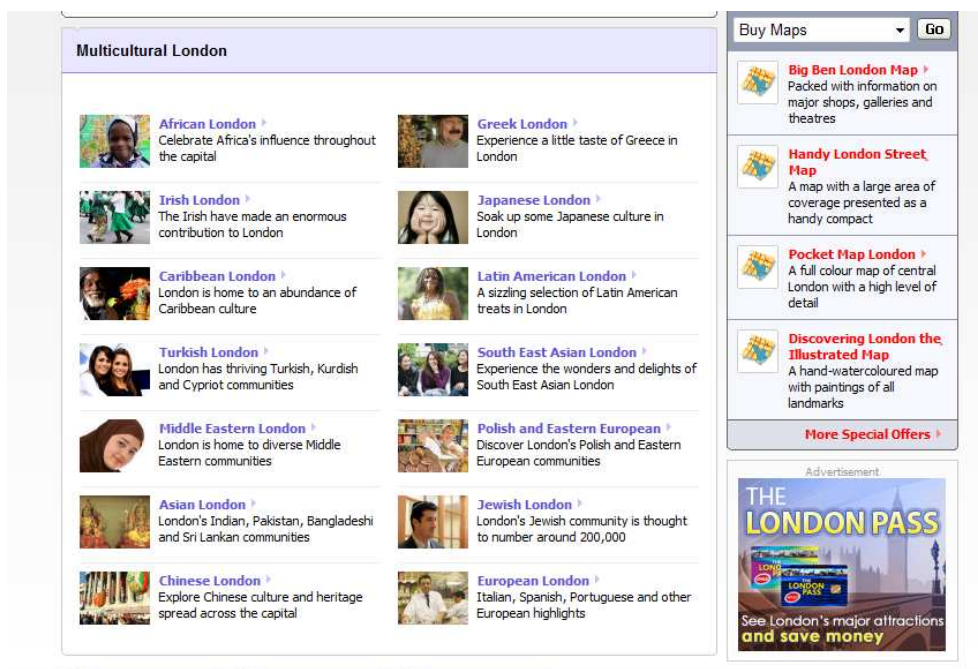 Multicultural London
African London
Celebrate Africa's influence throughout
the capital
Greek London
Experience a little taste of Greece in
London
Irish London
The Irish have made an enormous
contribution to London
Japanese London
Soak up some Japanese culture in
London
Caribbean London
London is home to an abundance of
Caribbean culture
Latin American London
A sizzling selection of Latin American
treats in London
Turkish London
London has thriving Turkish, Kurdish
and Cypriot communities
South East Asian London
Experience the wonders and delights of
South East Asian London
Middle Eastern London
London is home to diverse Middle
Eastern communities
Polish and Eastern European
Discover London's Polish and Eastern
European communities
Asian London
London's Indian, Pakistan, Bangladeshi
and Sri Lankan communities
Jewish London
London's Jewish community is thought
to number around 200,000
Chinese London
Explore Chinese culture and heritage
spread across the capital
European London
Italian, Spanish, Portuguese and other
European highlights
Buy Maps
Go
Big Ben London Map
Packed with information on
major shops, galleries and
theatres
Handy London Street
Map
A map with a large area of
coverage presented as a
handy compact
Pocket Map London
A full colour map of central
London with a high level of
detail
Discovering London the
Illustrated Map
A hand-watercoloured map
with paintings of all
landmarks
More Special Offers
Advertisement
THE
LONDON PASS
THE
LONDON
PASS
See London's major attractions
and save money